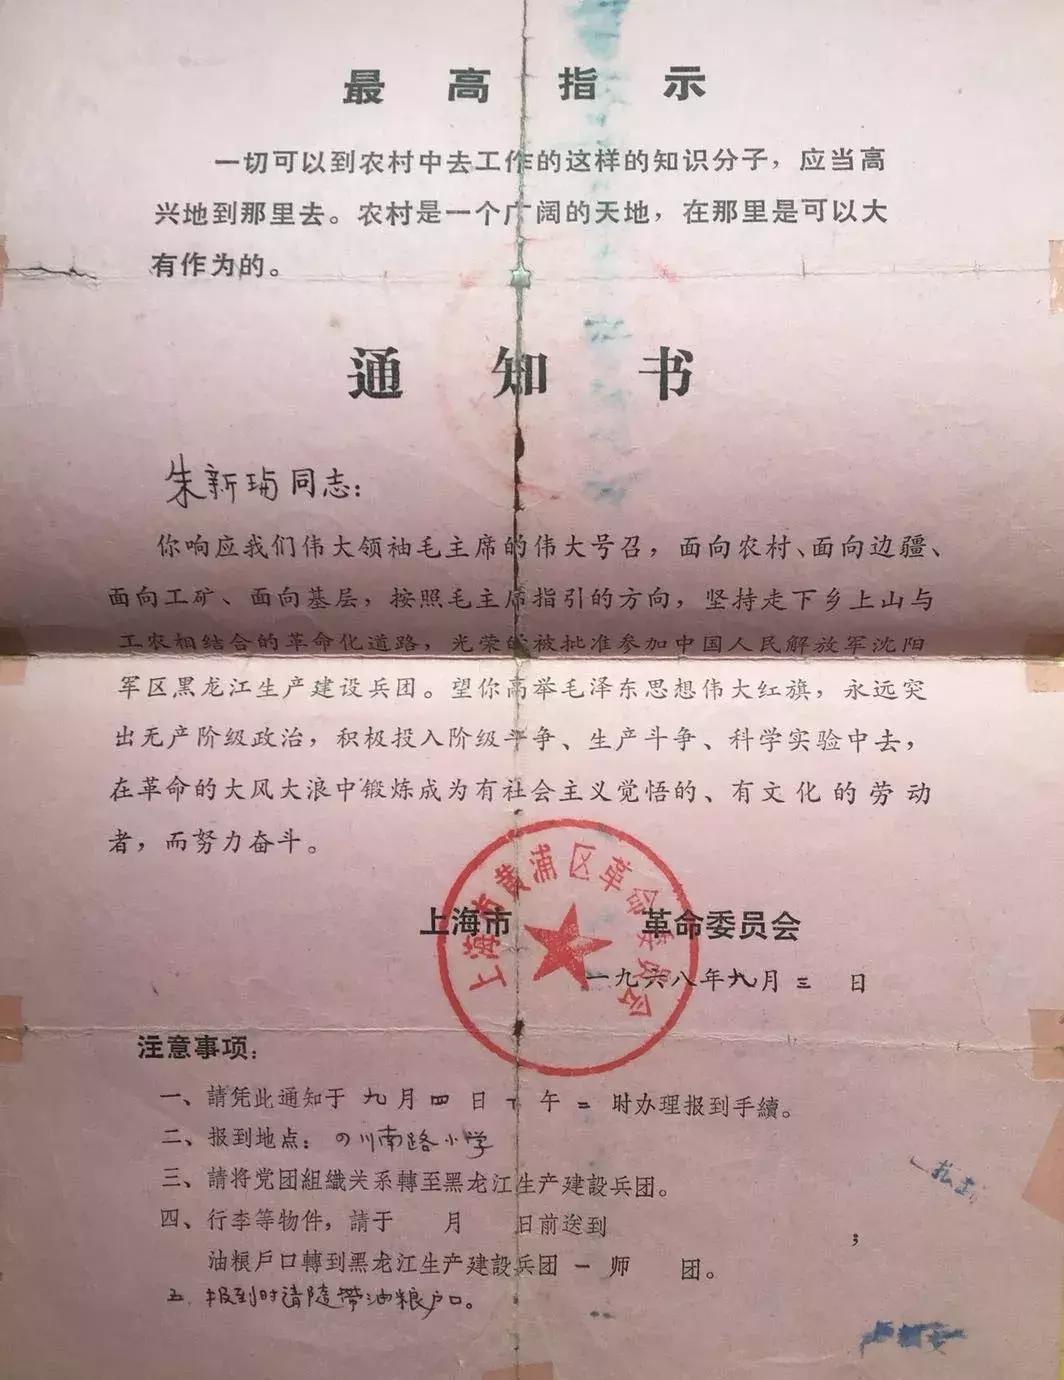 最高指示
一切可以到农村中去工作的这样的知识分子，应当高
兴地到那里去。农村是一个广阔的天地，在那里是可以大
有作为的。
通知书
朱新瑀同志：
你响应我们伟大领袖毛主席的伟大号召，面向农村、面向边疆、
面向工矿、面向基层，按照毛主席指引的方向，坚持走下乡上山与
工农相结合的革命化道路，光荣的被批准参加中国人民解放军沈阳
军区黑龙江生产建设兵团。望你高举毛泽东思想伟大红旗，永远突
出无产阶级政治，积极投入阶级斗争、生产斗争、科学实验中去，
在革命的大风大浪中锻炼成为有社会主义觉悟的、有文化的劳动
者，而努力奋斗。
上海市 革命委员会
上海市黄浦区革命委员会
一九六八年九月三日
注意事项：
一、請凭此通知于九月四日下午二时办理报到手續。
二、报到地点：四川南路小学
三、請将党团組織关系轉至黑龙江生产建設兵团。
四、行李等物件，請于 月 日前送到 ；
油粮戶口轉到黑龙江生产建設兵团一师 团。
五、报到时请随带油粮户口。